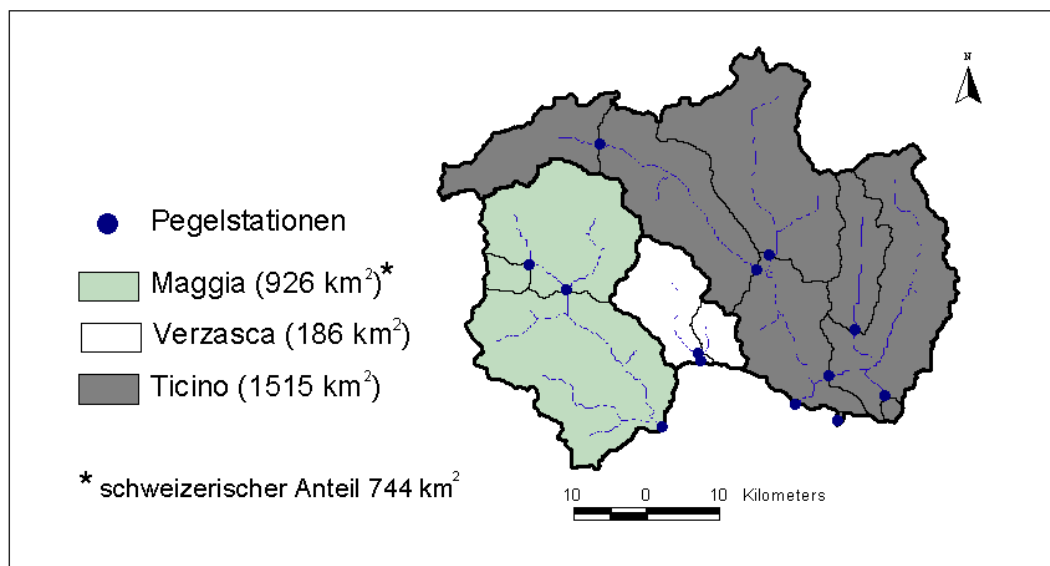 N
Pegelstationen
Maggia (926 km²)*
Verzasca (186 km²)
Ticino (1515 km²)
* schweizerischer Anteil 744 km²
10 0 10 Kilometers